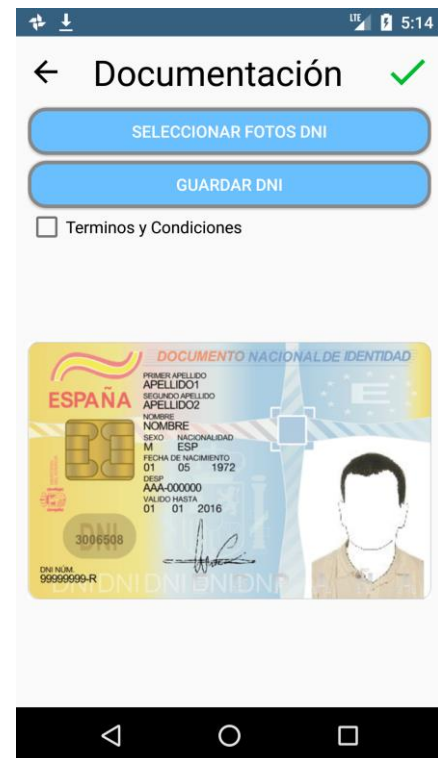 LTE 5:14
Documentación
SELECCIONAR FOTOS DNI
GUARDAR DNI
Terminos y Condiciones
DOCUMENTO NACIONAL DE IDENTIDAD
ESPAÑA
PRIMER APELLIDO
APELLIDO1
SEGUNDO APELLIDO
APELLIDO2
NOMBRE
NOMBRE
SEXO NACIONALIDAD
M ESP
FECHA DE NACIMIENTO
01 05 1972
DESP
AAA-000000
VALIDO HASTA
01 01 2016
E
DNI
3006508
DNI NÚM.
99999999-R
DNIDNIDNIDNIDNI